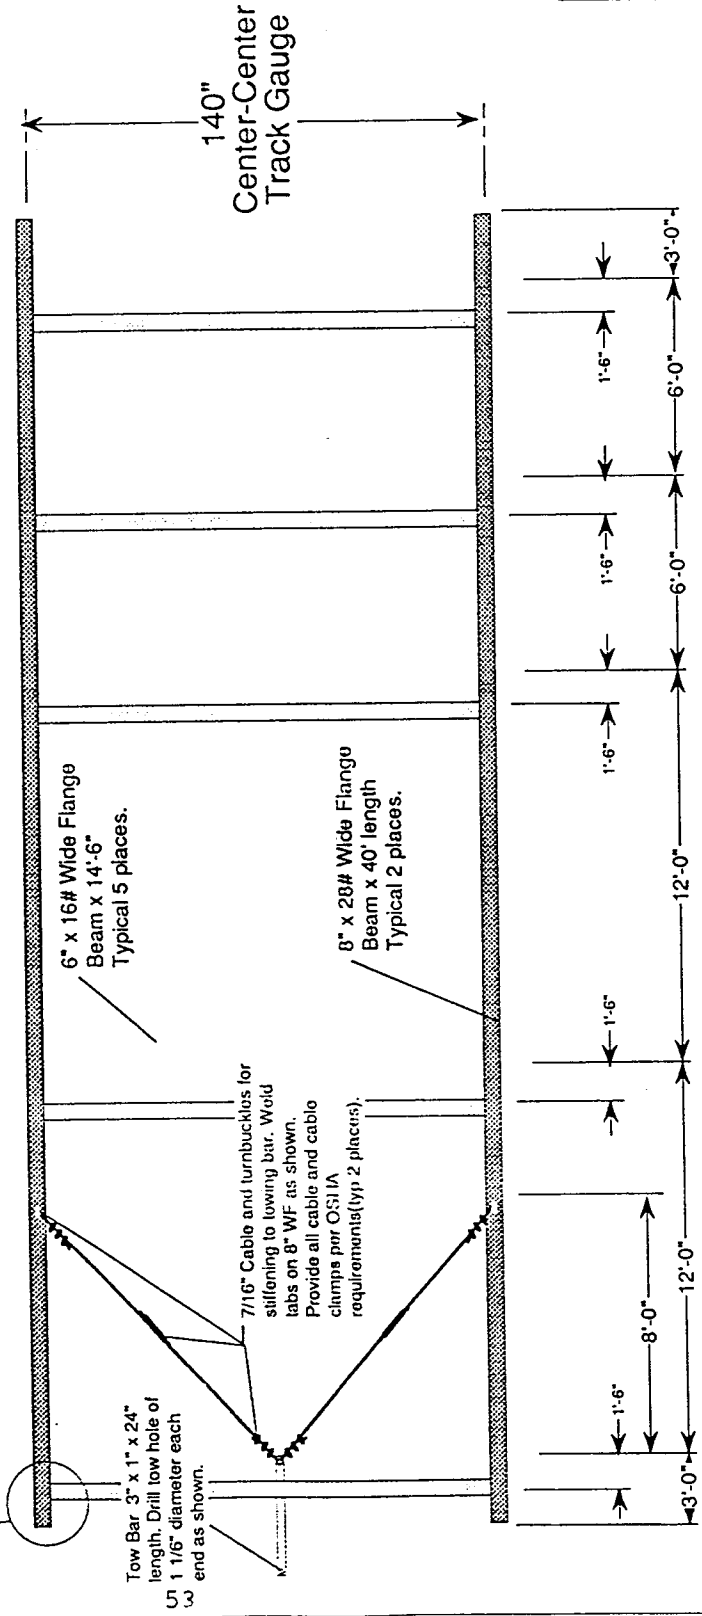 140"
Center-Center
Track Gauge
6" x 16# Wide Flange
Beam x 14'-6"
Typical 5 places.
8" x 28# Wide Flange
Beam x 40' length
Typical 2 places.
7/16" Cable and turnbuckles for
stiffening to towing bar. Weld
tabs on 8" WF as shown.
Provide all cable and cable
clamps per OSHA
requirements(typ 2 places).
Tow Bar 3" x 1" x 24"
length. Drill tow hole of
1 1/6" diameter each
end as shown.
53
1'-6"
1'-6"
1'-6"
1'-6"
1'-6"
8'-0"
3'-0"
12'-0"
12'-0"
6'-0"
6'-0"
3'-0"